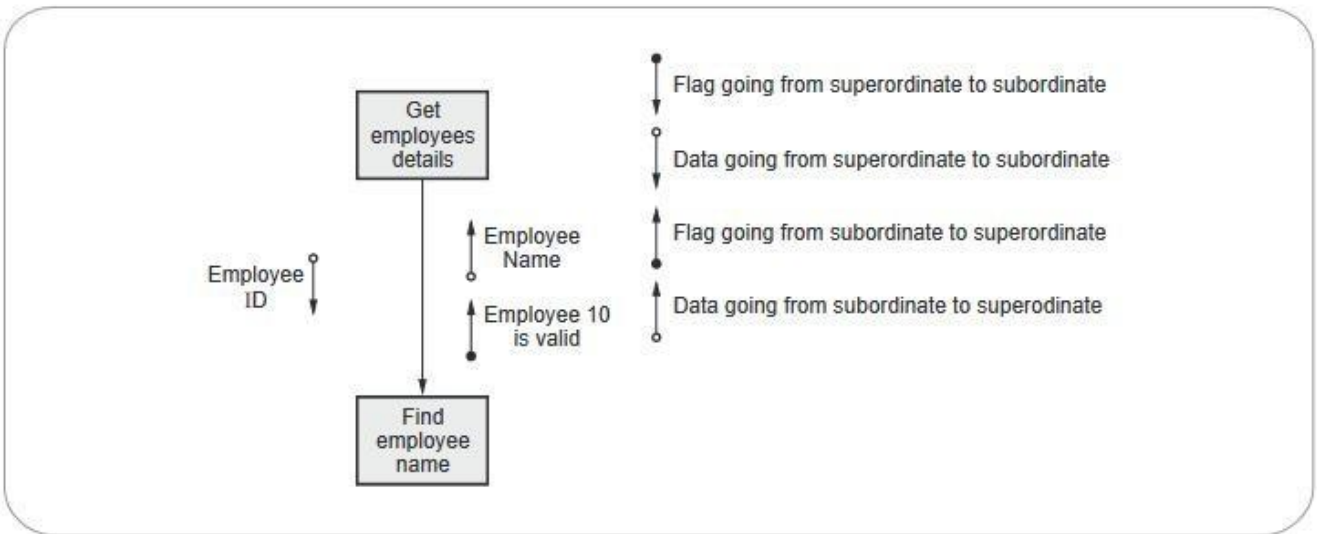 Get
employees
details
Employee
ID
Employee
Name
Employee 10
is valid
Find
employee
name
Flag going from superordinate to subordinate
Data going from superordinate to subordinate
Flag going from subordinate to superordinate
Data going from subordinate to superodinate